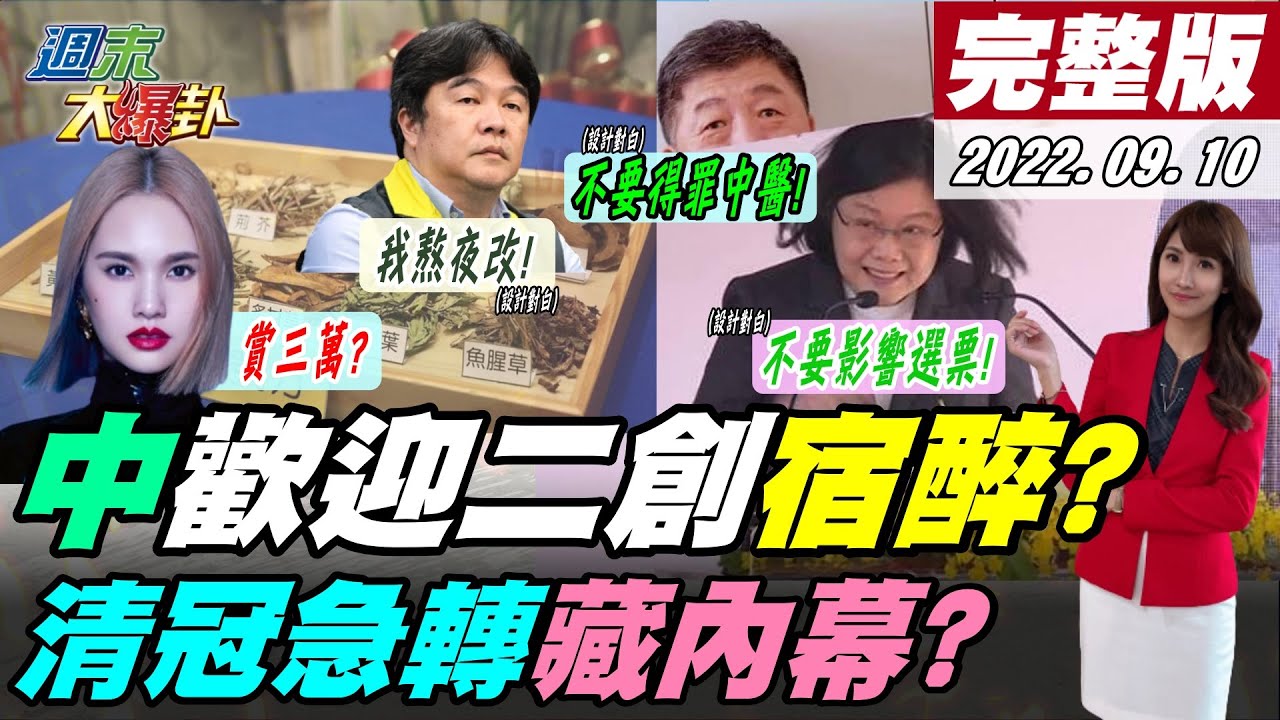 週末
大爆卦
完整版
2022.09.10
(設計對白)
不要得罪中醫!
我熬夜改!
(設計對白)
(設計對白)
不要影響選票!
賞三萬?
荊芥
葉
魚腥草
中歡迎二創宿醉?
清冠急轉藏內幕?